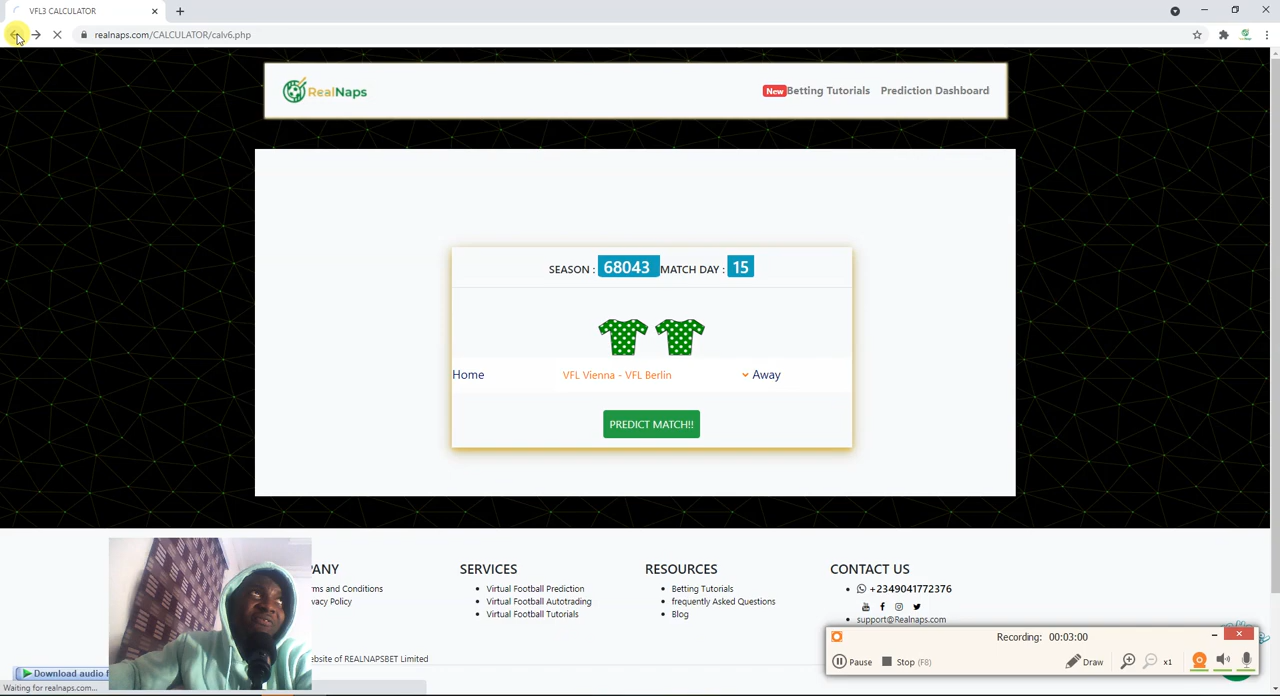 VFL3 CALCULATOR
realnaps.com/CALCULATOR/calv6.php
RealNaps
New Betting Tutorials Prediction Dashboard
SEASON : 68043 MATCH DAY : 15
Home VFL Vienna - VFL Berlin Away
PREDICT MATCH!!
PANY
ms and Conditions
vacy Policy
SERVICES
Virtual Football Prediction
Virtual Football Autotrading
Virtual Football Tutorials
RESOURCES
Betting Tutorials
frequently Asked Questions
Blog
CONTACT US
+2349041772376
support@Realnaps.com
ebsite of REALNAPSBET Limited
Recording: 00:03:00
Pause Stop (F8) Draw x1
Download audio f
Waiting for realnaps.com...